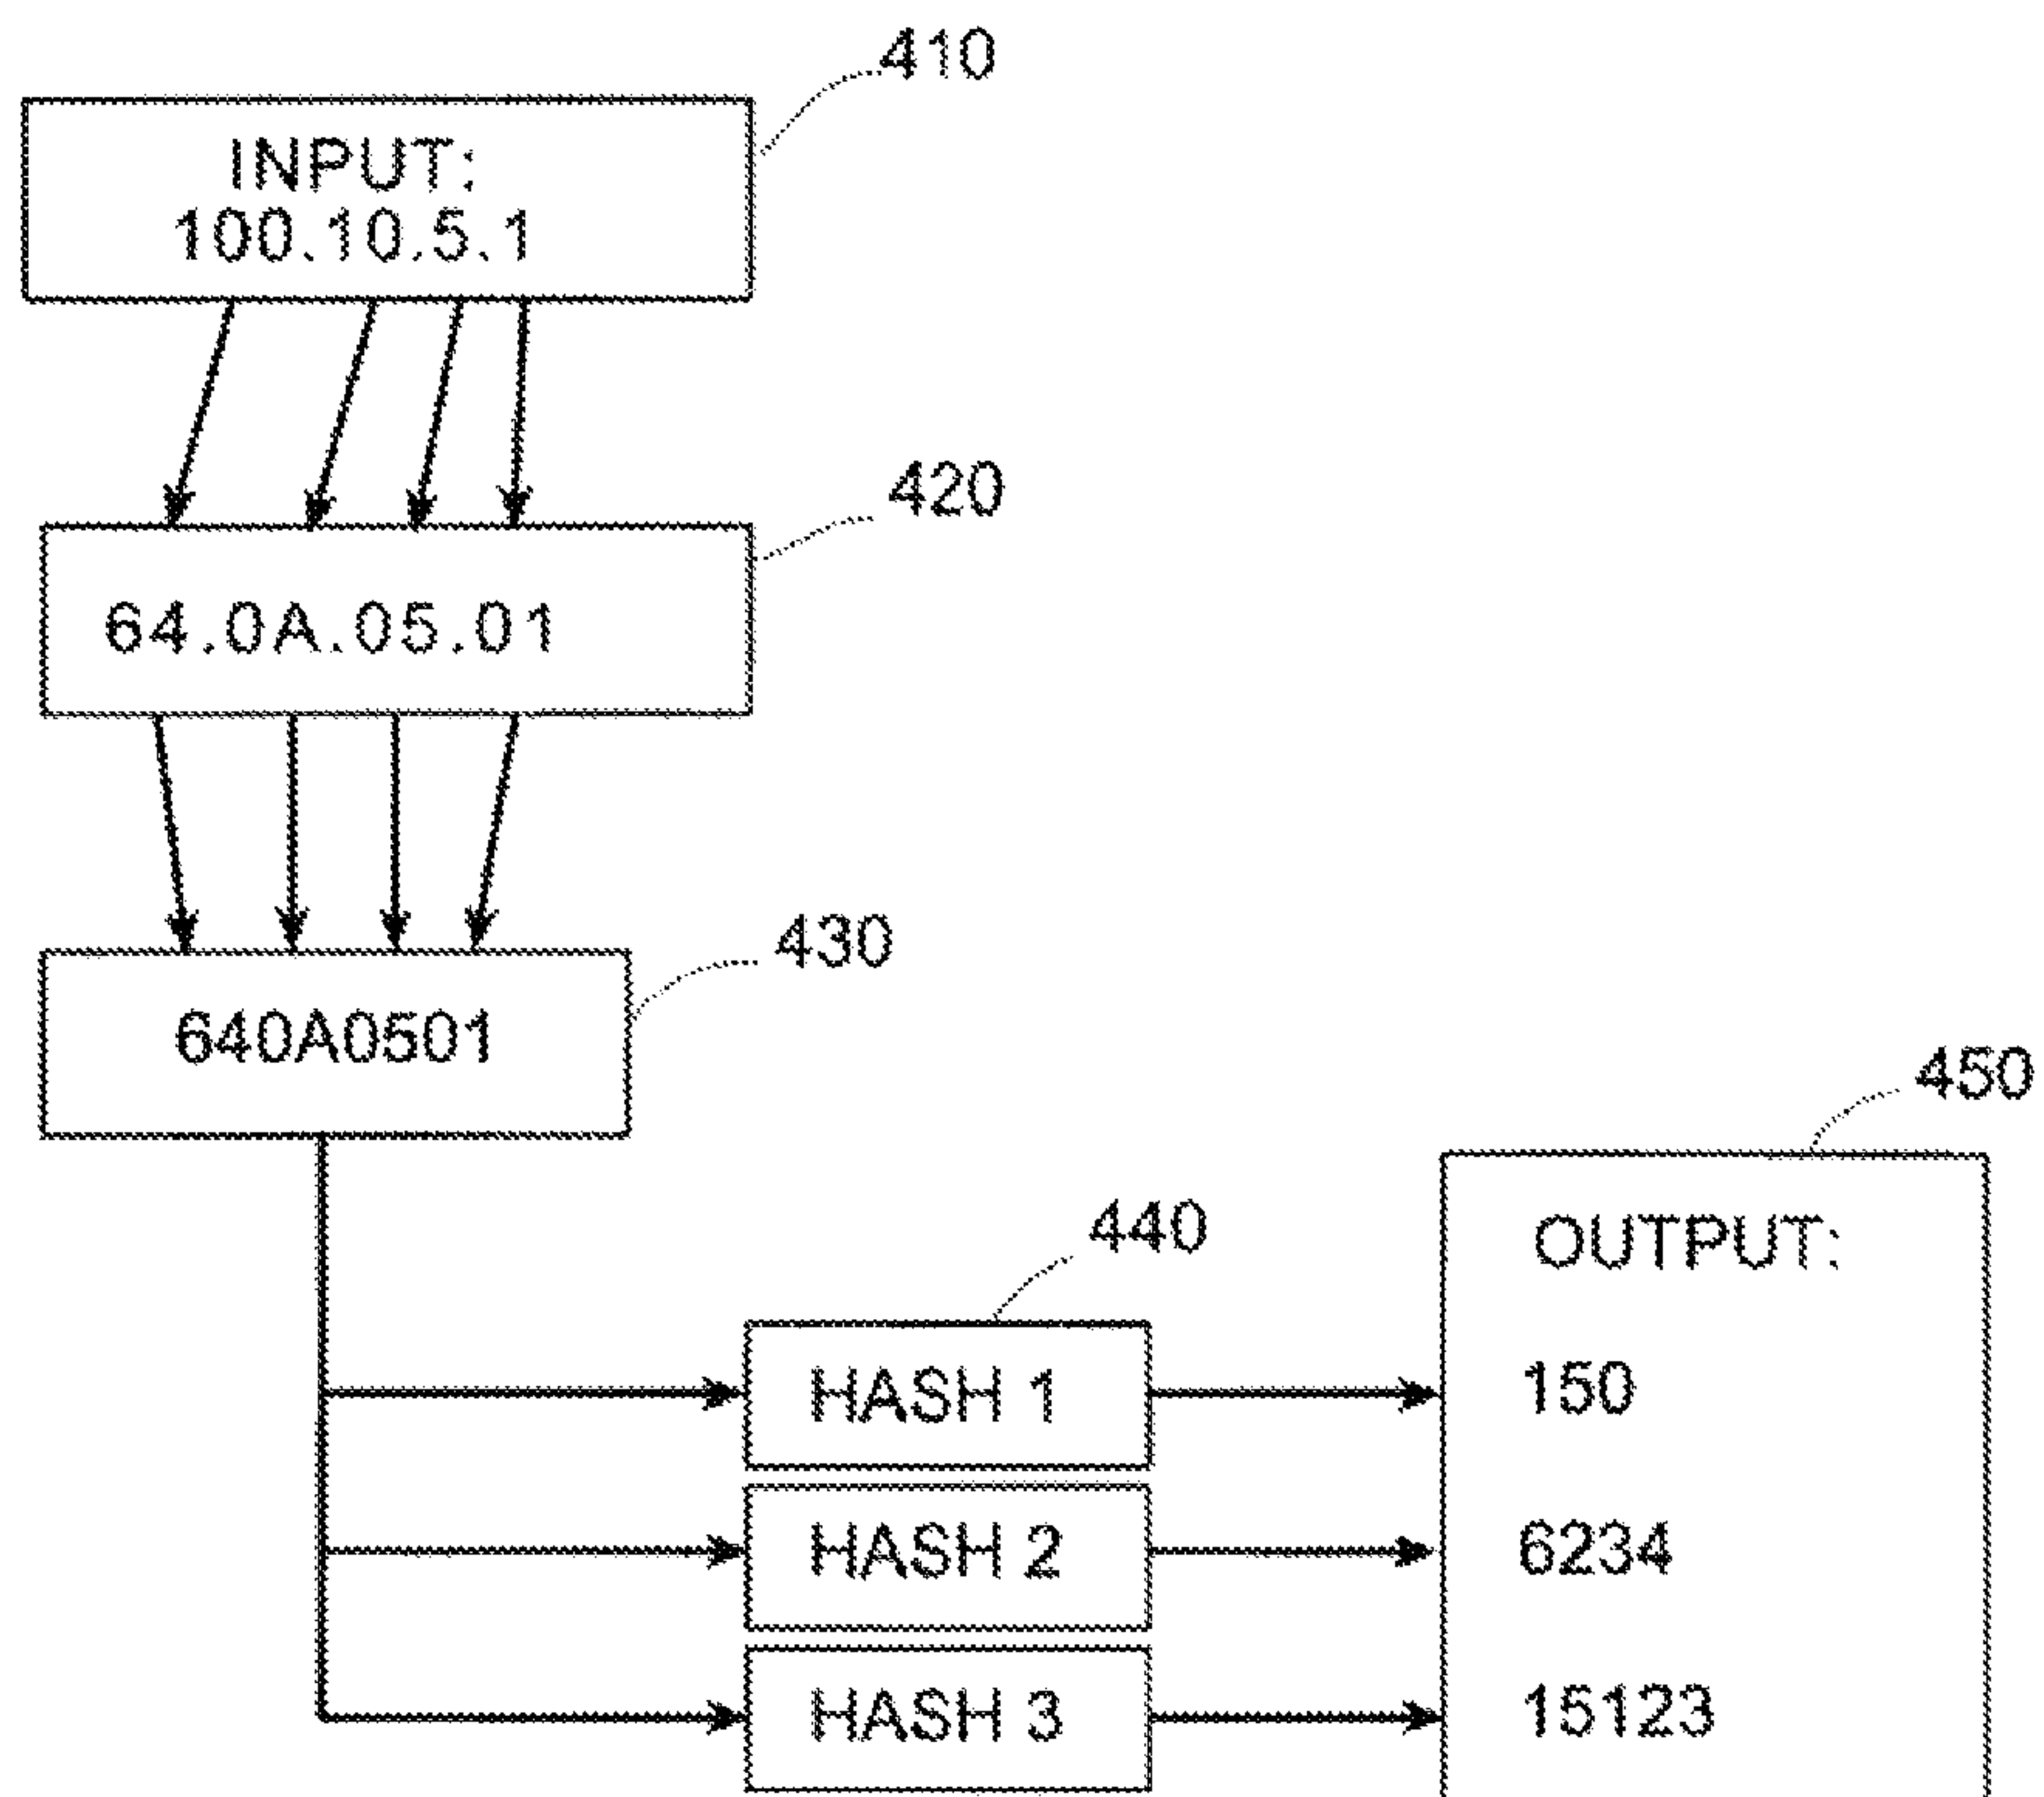 410
INPUT:
100.10.5.1
420
64.0A.05.01
430
640A0501
450
440
OUTPUT:
HASH 1
150
HASH 2
6234
HASH 3
15123